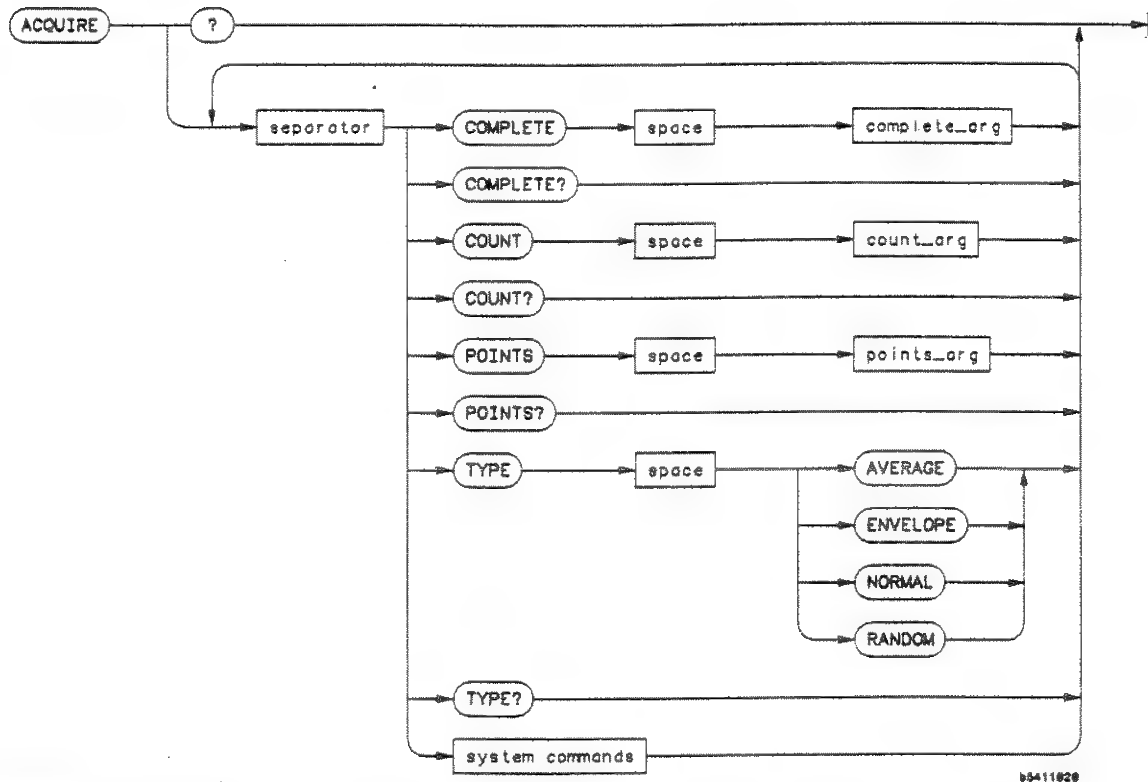 ACQUIRE ?
separator COMPLETE space complete_arg
COMPLETE?
COUNT space count_arg
COUNT?
POINTS space points_arg
POINTS?
TYPE space AVERAGE
ENVELOPE
NORMAL
RANDOM
TYPE?
system commands
b5411828